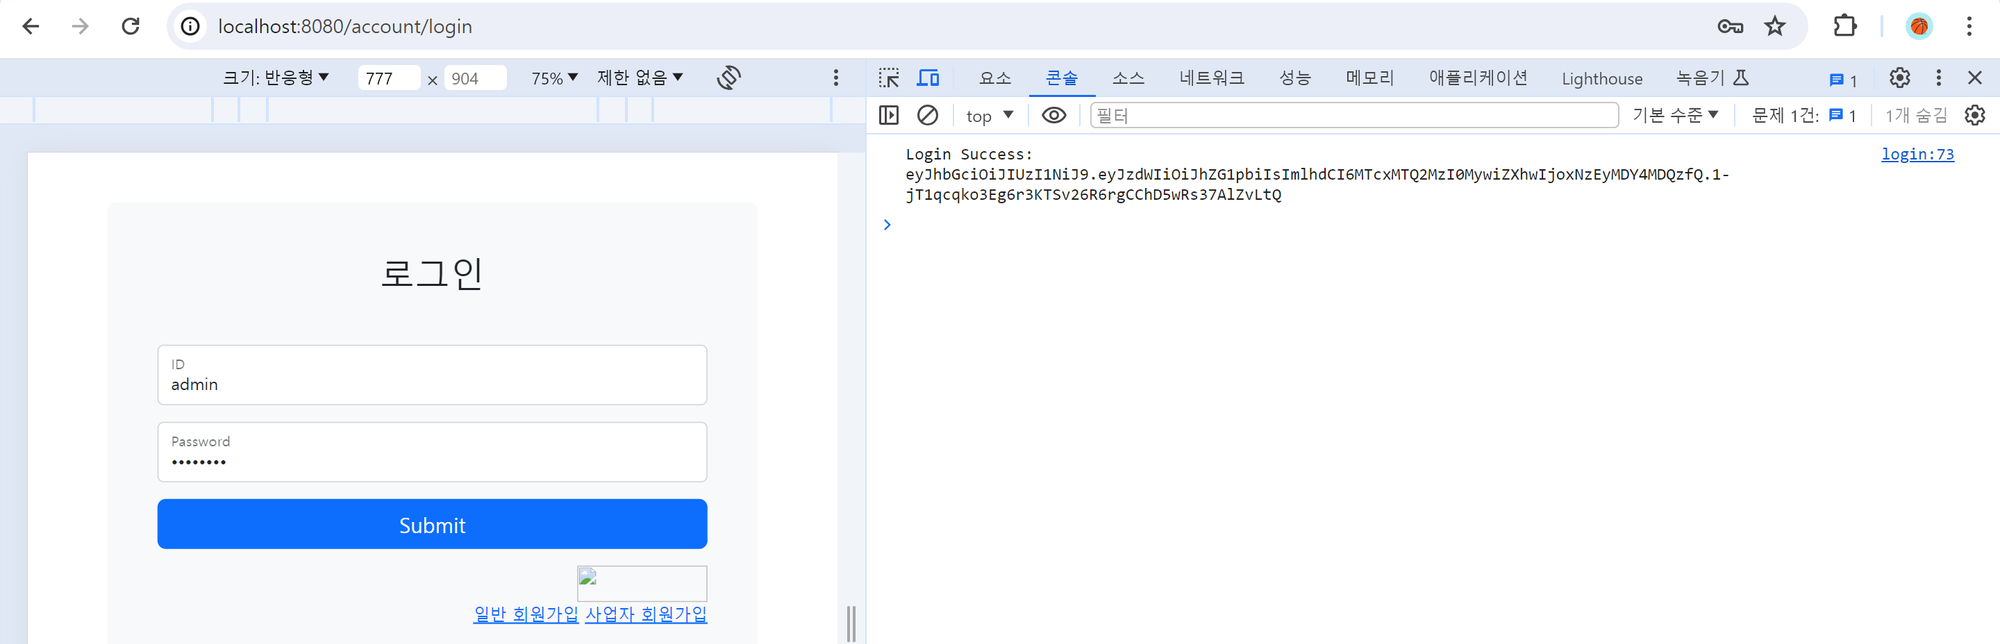 localhost:8080/account/login
크기: 반응형 777 × 904 75% 제한 없음
요소 콘솔 소스 네트워크 성능 메모리 애플리케이션 Lighthouse 녹음기 1
top 필터 기본 수준 문제 1건: 1 1개 숨김
Login Success: login:73
eyJhbGciOiJIUzI1NiJ9.eyJzdWIiOiJhZG1pbiIsImlhdCI6MTcxMTQ2MzI0MywiZXhwIjoxNzEyMDY4MDQzfQ.1-
jT1qcqko3Eg6r3KTSv26R6rgCChD5wRs37AlZvLtQ
로그인
ID
admin
Password
••••••••
Submit
일반 회원가입 사업자 회원가입